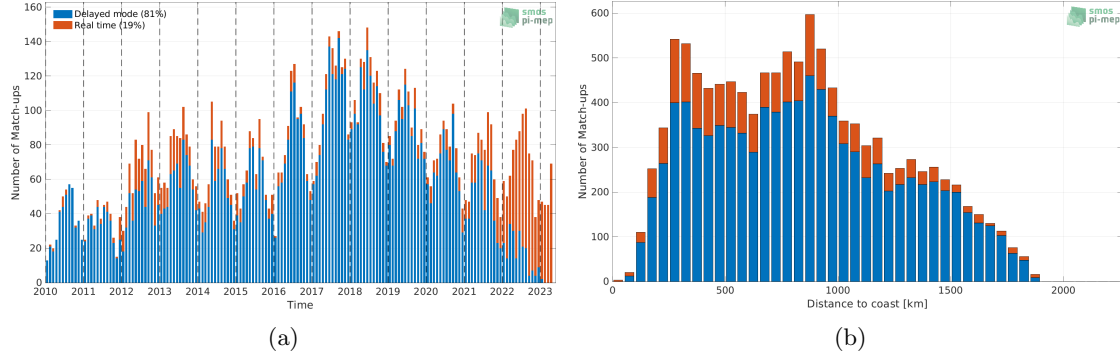 Delayed mode (81%)
Real time (19%)
smos
pi-mep
Number of Match-ups
160
140
120
100
80
60
40
20
0
2010 2011 2012 2013 2014 2015 2016 2017 2018 2019 2020 2021 2022 2023
Time
(a)
smos
pi-mep
Number of Match-ups
600
500
400
300
200
100
0
0 500 1000 1500 2000
Distance to coast [km]
(b)